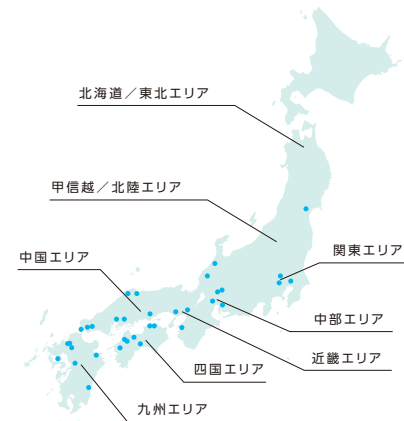 北海道／東北エリア
甲信越／北陸エリア
関東エリア
中国エリア
中部エリア
近畿エリア
四国エリア
九州エリア